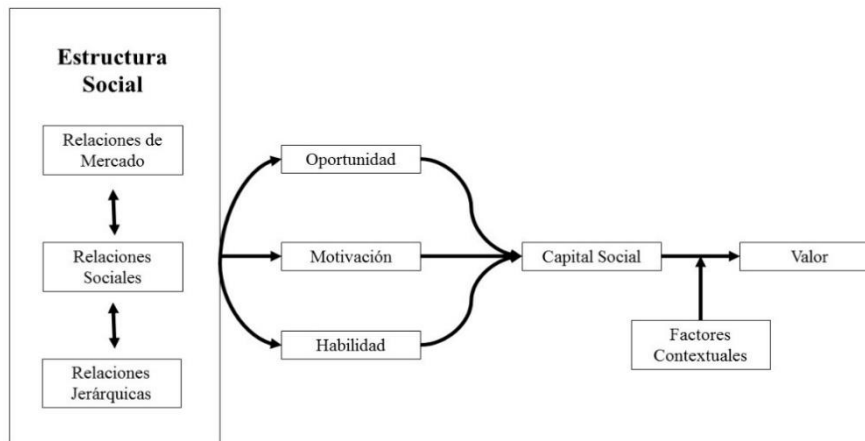 Estructura
Social
Relaciones de
Mercado
Relaciones
Sociales
Relaciones
Jerárquicas
Oportunidad
Motivación
Habilidad
Capital Social
Valor
Factores
Contextuales